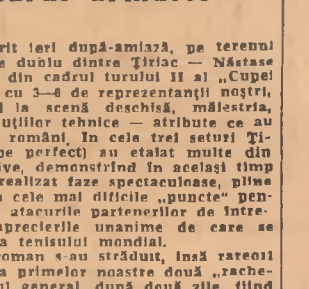 rit ieri după-amiază, pe terenul
e dublu dintre Țiriac — Năstase
din cadrul turului II al „Cupei
cu 3—0 de reprezentanții noștri,
i la scenă deschisă, măiestria,
uțiilor tehnice — atribute ce au
români. In cele trei seturi Ți-
pe perfect) au etalat multe din
ive, demonstrînd în același timp
realizat faze spectaculoase, pline
cele mai dificile „puncte" pen-
atacurile partenerilor de între-
aprecierile unanime de care se
a tenisului mondial.
roman s-au străduit, însă
a primelor noastre două „rache-
ul general, după două zile, fiind